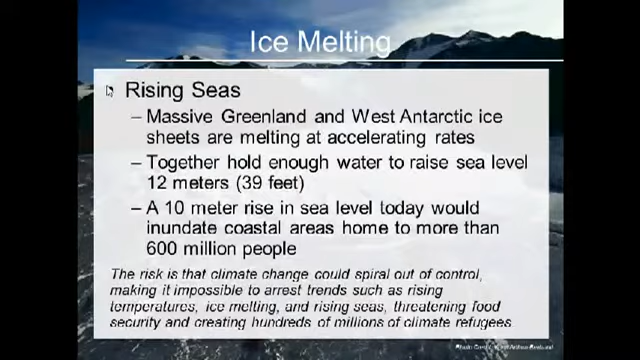 Ice Melting
Rising Seas
– Massive Greenland and West Antarctic ice
sheets are melting at accelerating rates
– Together hold enough water to raise sea level
12 meters (39 feet)
– A 10 meter rise in sea level today would
inundate coastal areas home to more than
600 million people
The risk is that climate change could spiral out of control,
making it impossible to arrest trends such as rising
temperatures, ice melting, and rising seas, threatening food
security and creating hundreds of millions of climate refugees
Photo